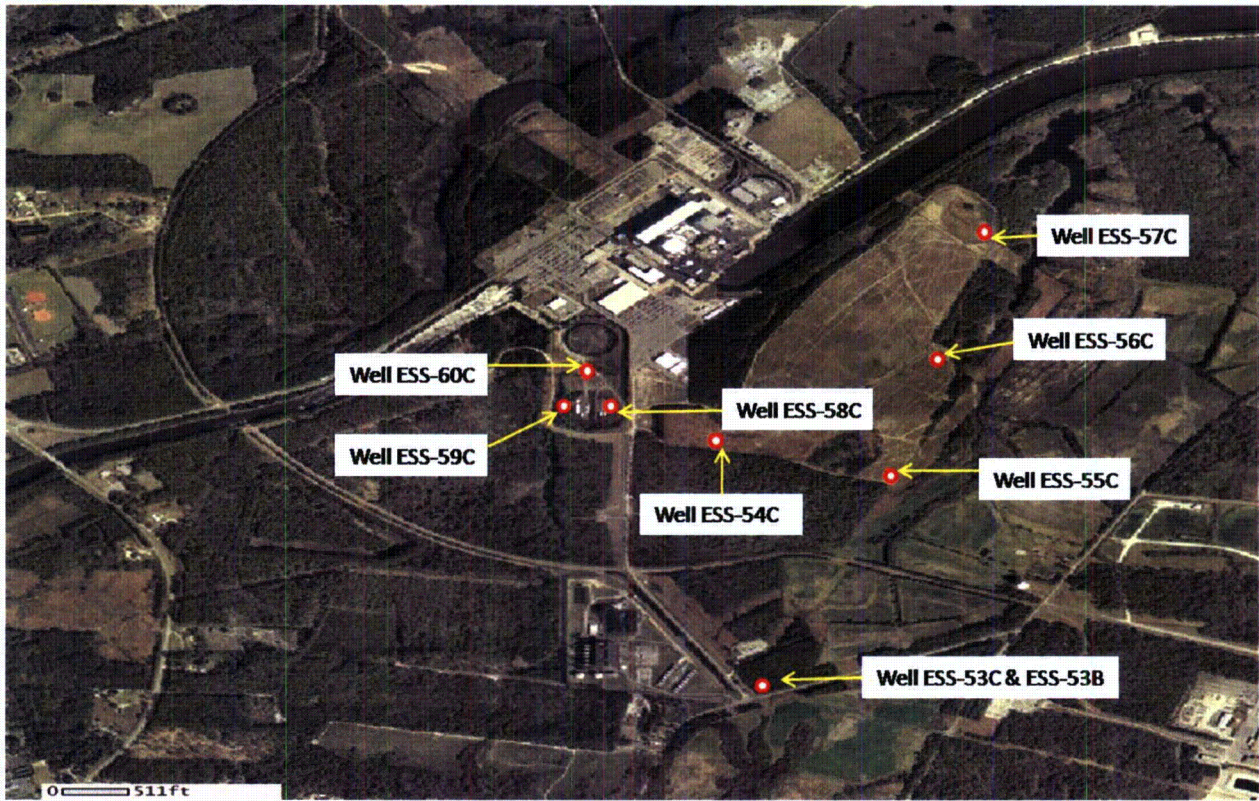 Well ESS-57C
Well ESS-56C
Well ESS-60C
Well ESS-58C
Well ESS-59C
Well ESS-55C
Well ESS-54C
Well ESS-53C & ESS-53B
0 511ft